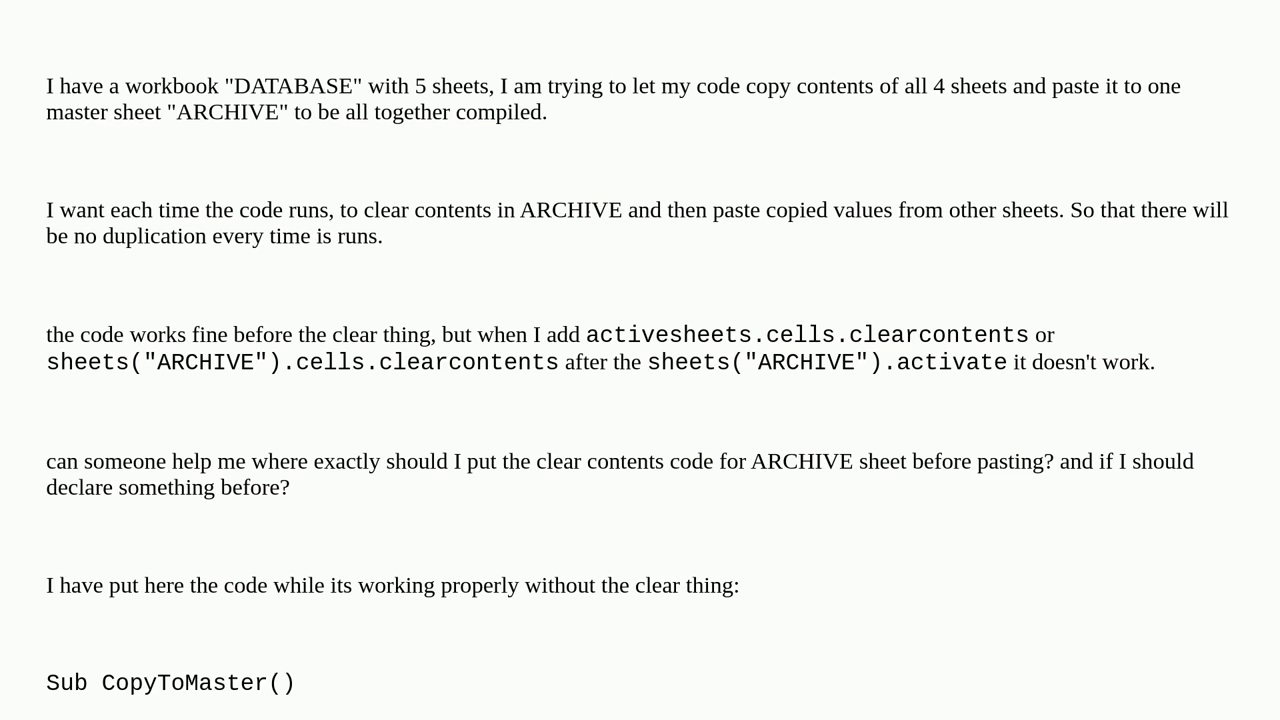 I have a workbook "DATABASE" with 5 sheets, I am trying to let my code copy contents of all 4 sheets and paste it to one
master sheet "ARCHIVE" to be all together compiled.
I want each time the code runs, to clear contents in ARCHIVE and then paste copied values from other sheets. So that there will
be no duplication every time is runs.
the code works fine before the clear thing, but when I add activesheets.cells.clearcontents or
sheets("ARCHIVE").cells.clearcontents after the sheets("ARCHIVE").activate it doesn't work.
can someone help me where exactly should I put the clear contents code for ARCHIVE sheet before pasting? and if I should
declare something before?
I have put here the code while its working properly without the clear thing:
Sub CopyToMaster()